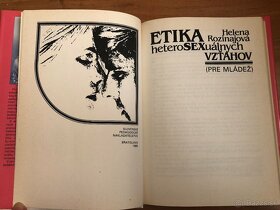 SLOVENSKÉ
PEDAGOGICKÉ
NAKLADATEĽSTVO
BRATISLAVA
Helena
Rozinajová
ETIKA
heteroSEXuálnych
VZŤAHOV
(PRE MLÁDEŽ)